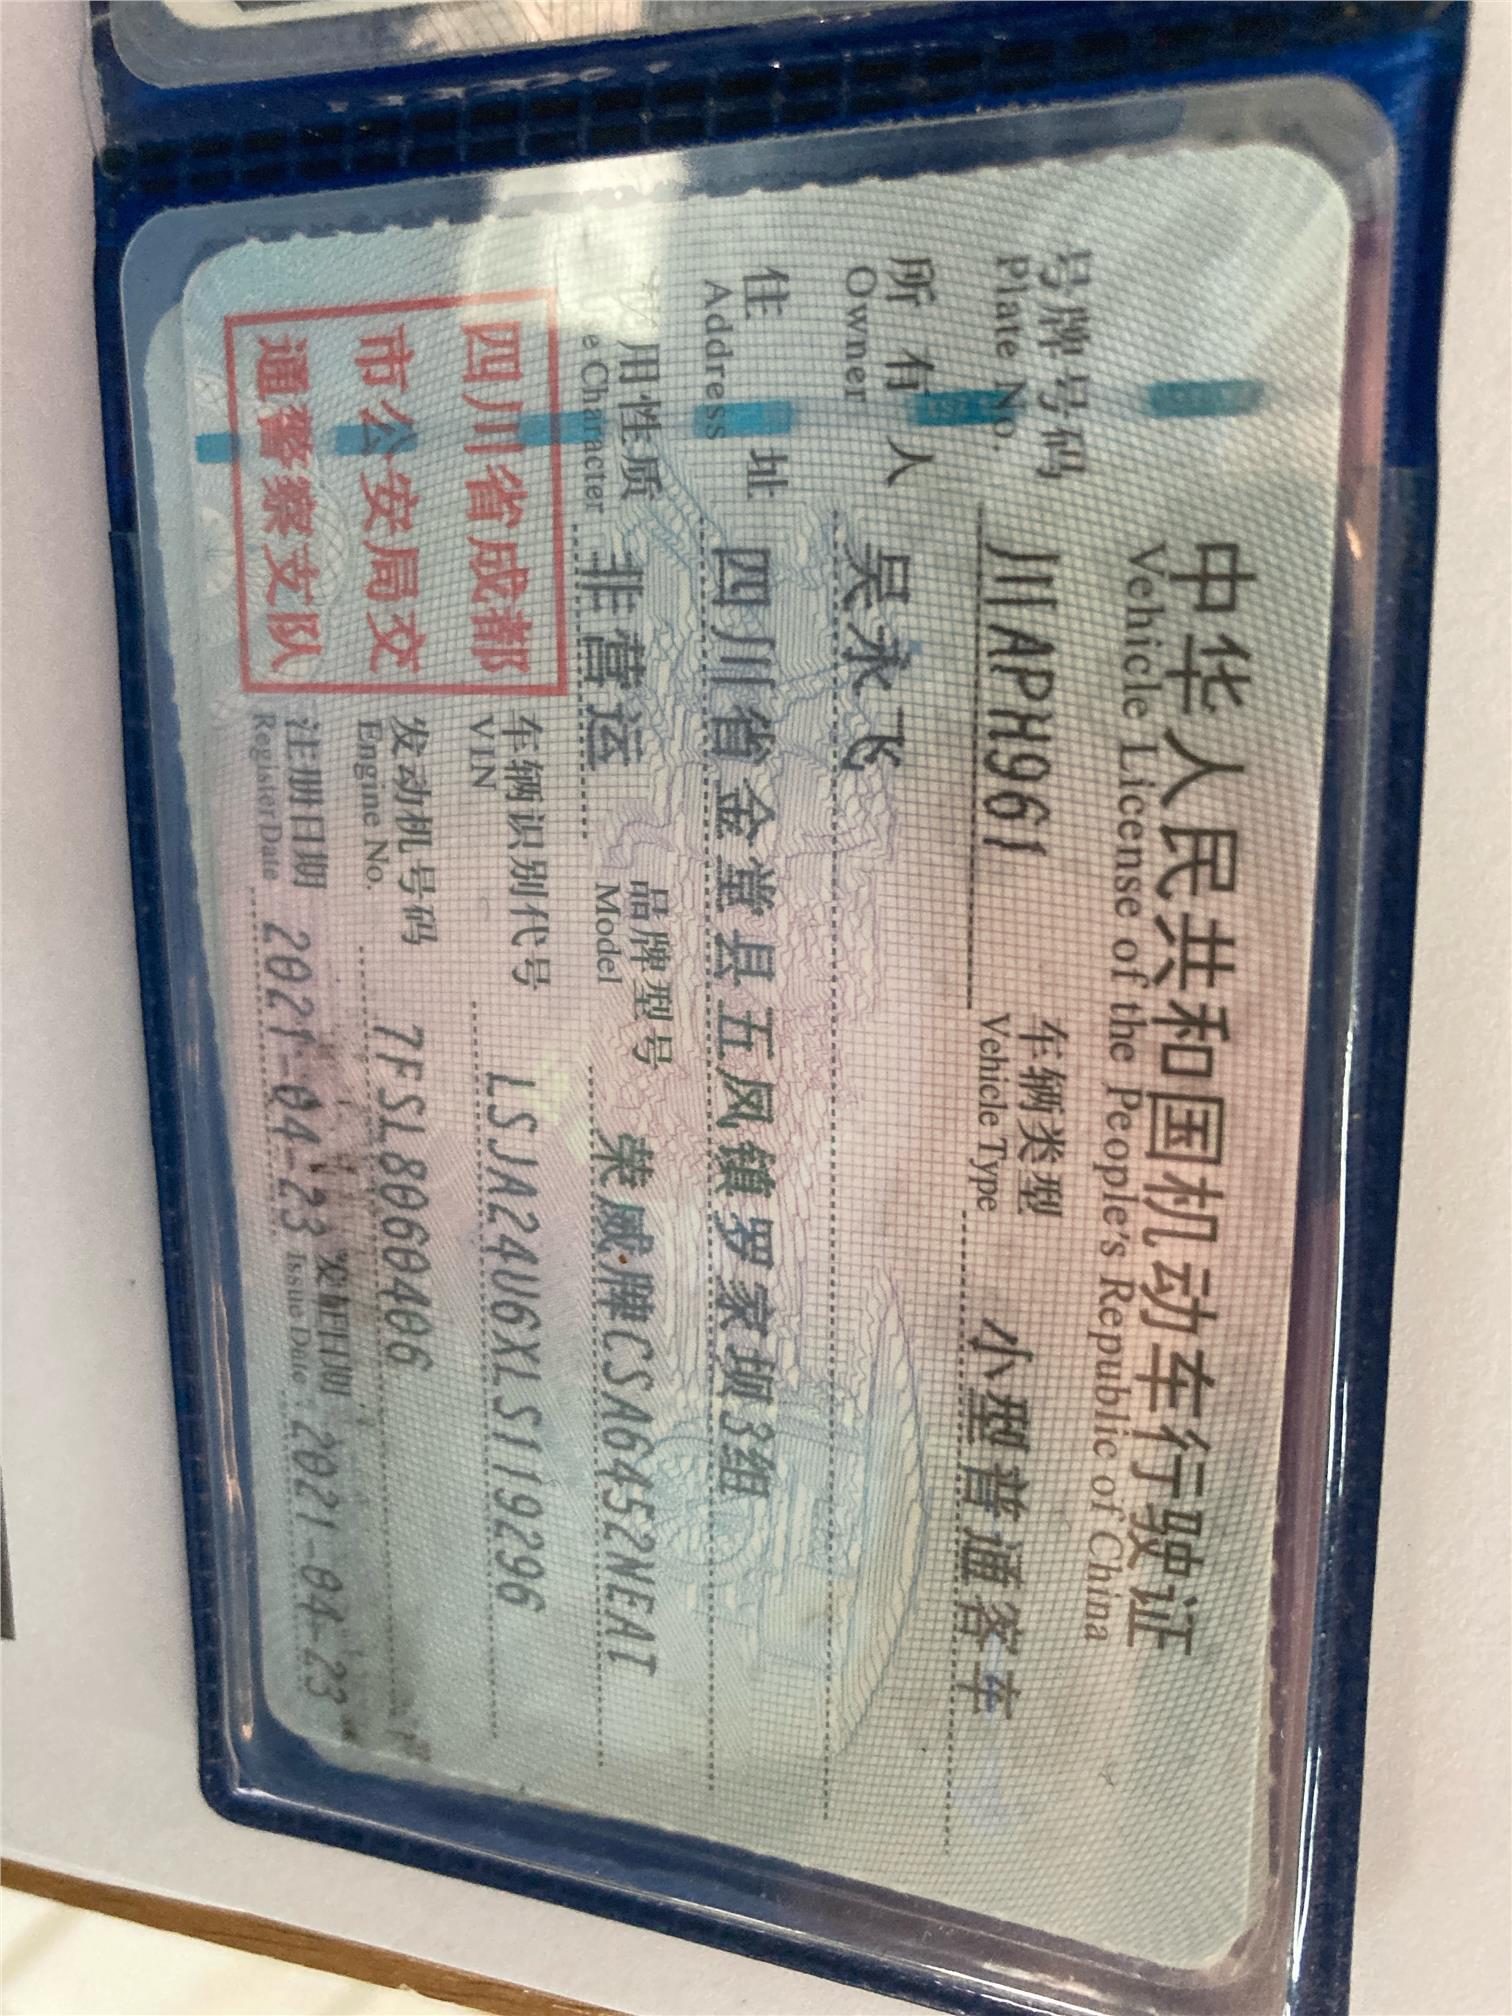 中华人民共和国机动车行驶证
Vehicle License of the People's Republic of China
号牌号码 川APH961 车辆类型 小型普通客车
Plate No. Vehicle Type
所有人 吴永飞
Owner
住址 四川省金堂县五凤镇罗家坝3组
Address
用性质 非营运 品牌型号 荣威牌CSA6452NEAT
e Character Model
四川省成都
市公安局交
通警察支队
车辆识别代号 LSJA24U6XLS119296
VIN
发动机号码 7FSL8060406
Engine No.
注册日期 2021-04-23 发证日期 2021-04-23
Register Date Issue Date